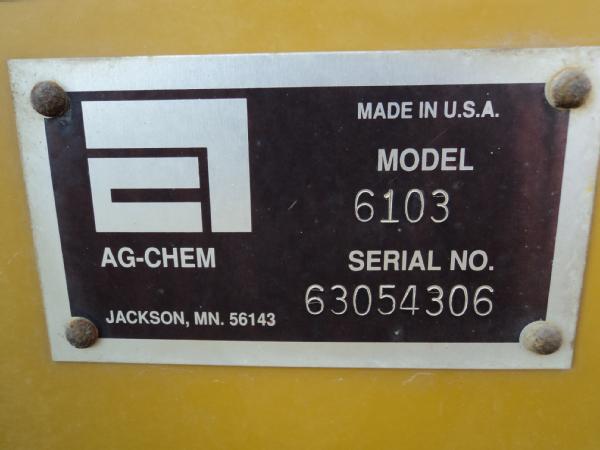 MADE IN U.S.A.
MODEL
6103
AG-CHEM
SERIAL NO.
63054306
JACKSON, MN. 56143